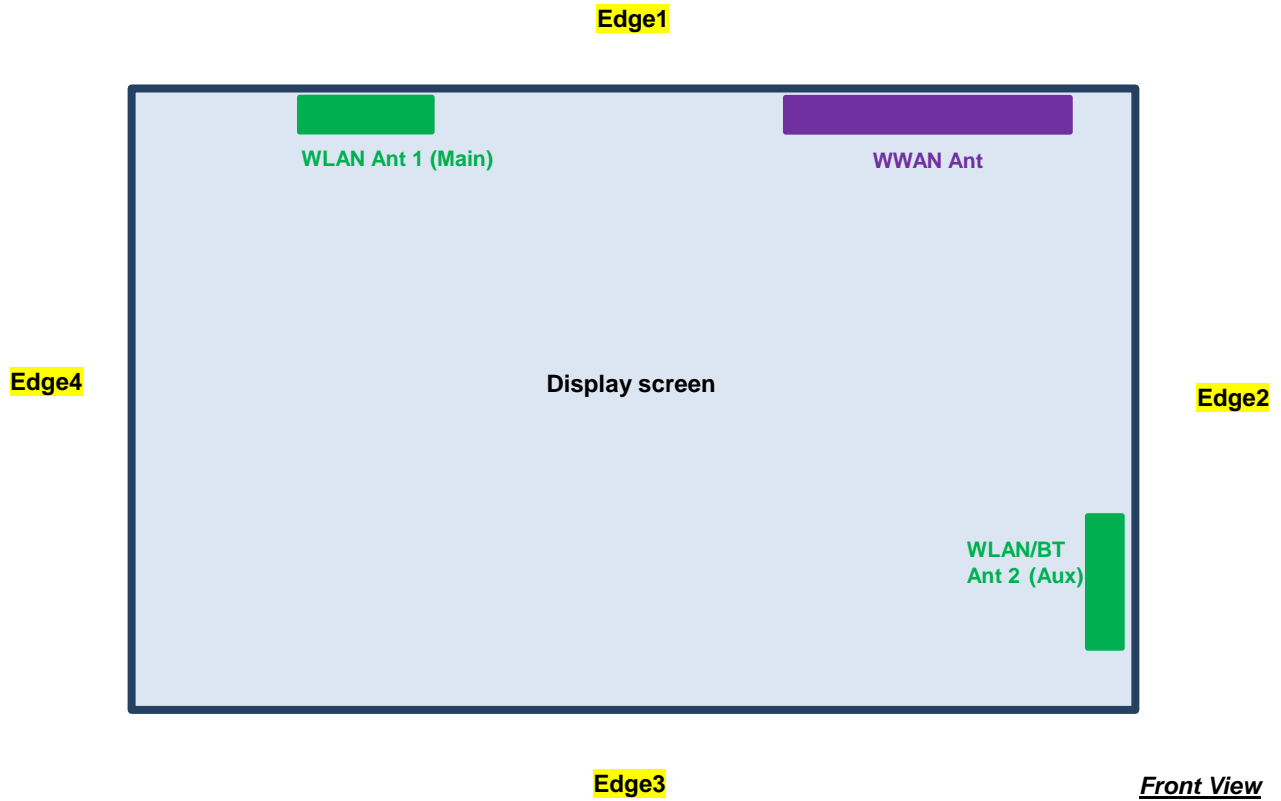 Edge1
WLAN Ant 1 (Main)
WWAN Ant
Edge4
Display screen
Edge2
WLAN/BT
Ant 2 (Aux)
Edge3
Front View